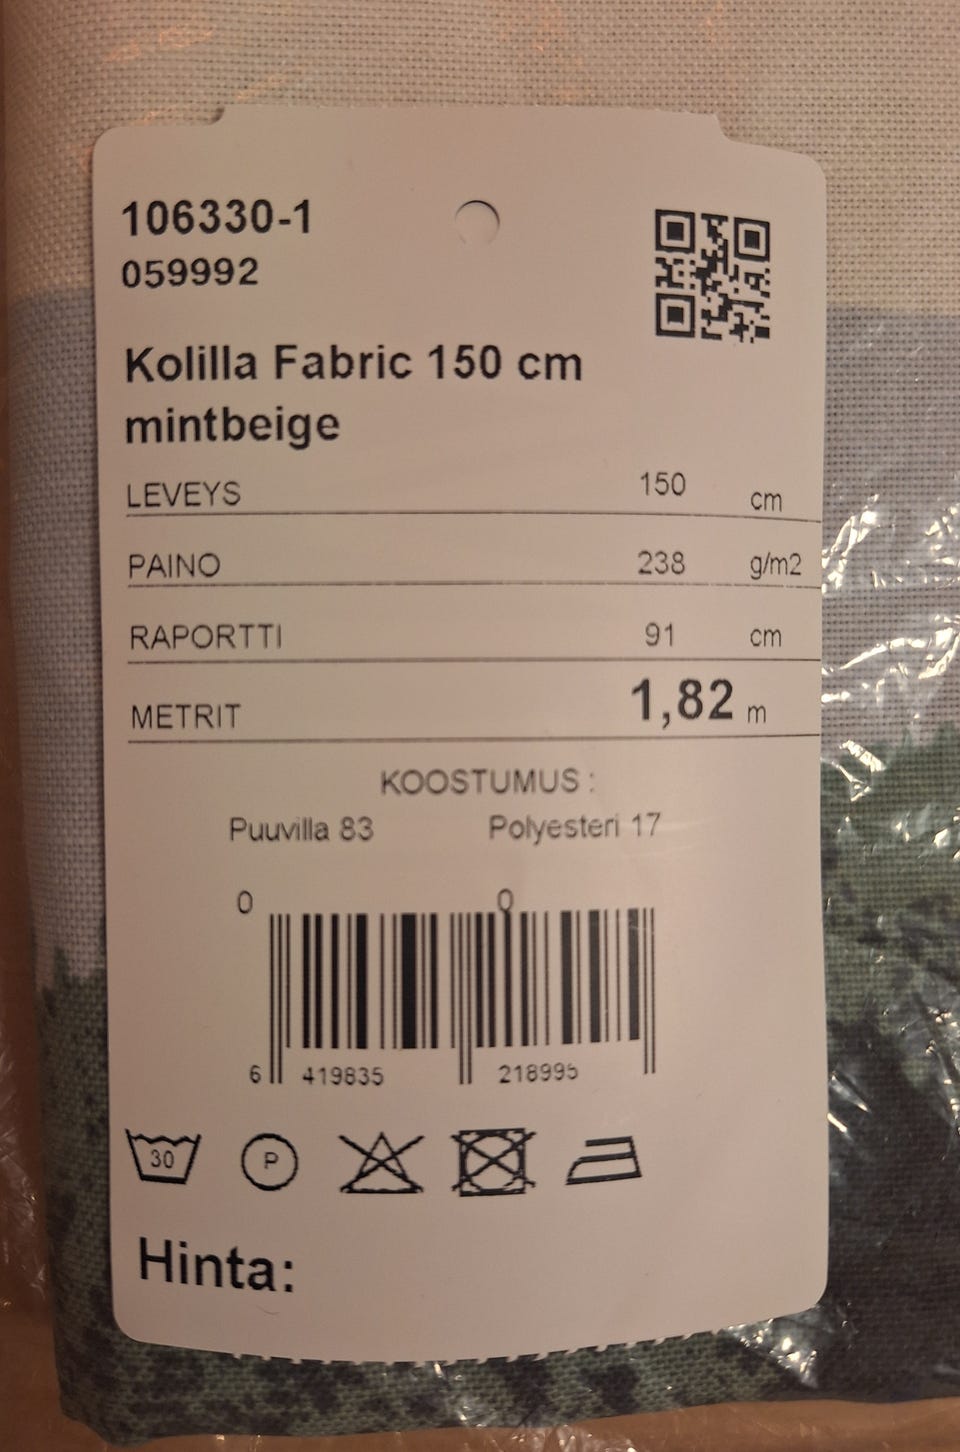 106330-1
059992
Kolilla Fabric 150 cm
mintbeige
LEVEYS 150 cm
PAINO 238 g/m2
RAPORTTI 91 cm
METRIT 1,82 m
KOOSTUMUS :
Puuvilla 83 Polyesteri 17
0 0
6 419835 218995
30 P
Hinta: